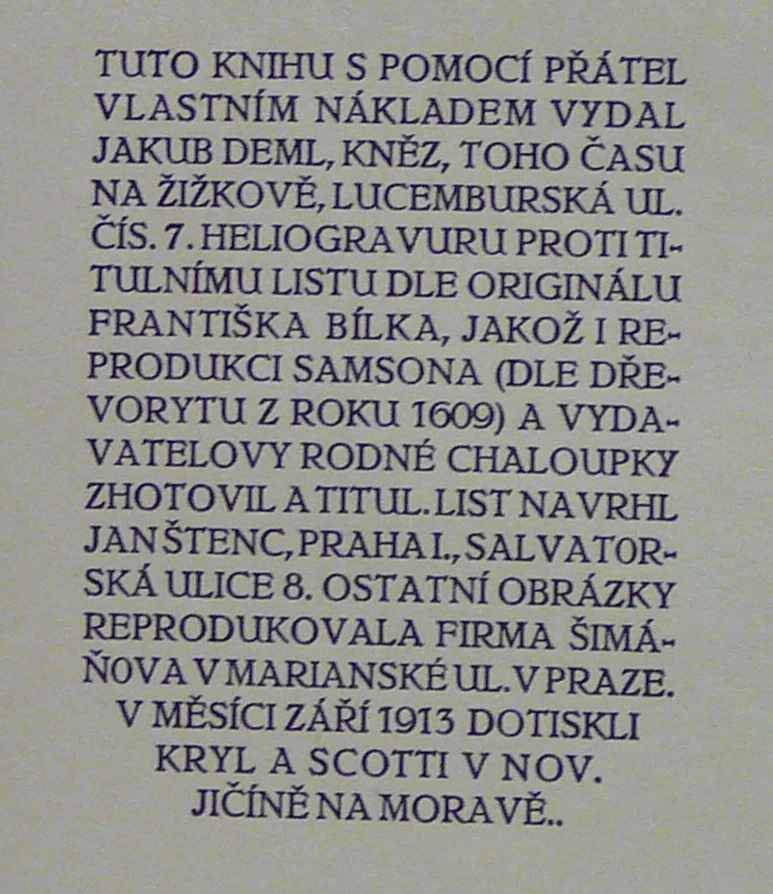 TUTO KNIHU S POMOCÍ PŘÁTEL
VLASTNÍM NÁKLADEM VYDAL
JAKUB DEML, KNĚZ, TOHO ČASU
NA ŽIŽKOVĚ, LUCEMBURSKÁ UL.
ČÍS. 7. HELIOGRAVURU PROTI TI-
TULNÍMU LISTU DLE ORIGINÁLU
FRANTIŠKA BÍLKA, JAKOŽ I RE-
PRODUKCI SAMSONA (DLE DŘE-
VORYTU Z ROKU 1609) A VYDA-
VATELOVY RODNÉ CHALOUPKY
ZHOTOVIL A TITUL. LIST NAVRHL
JAN ŠTENC, PRAHA I., SALVATOR-
SKÁ ULICE 8. OSTATNÍ OBRÁZKY
REPRODUKOVALA FIRMA ŠIMÁ-
ŇOVA V MARIANSKÉ UL. V PRAZE.
V MĚSÍCI ZÁŘÍ 1913 DOTISKLI
KRYL A SCOTTI V NOV.
JIČÍNĚ NA MORAVĚ..